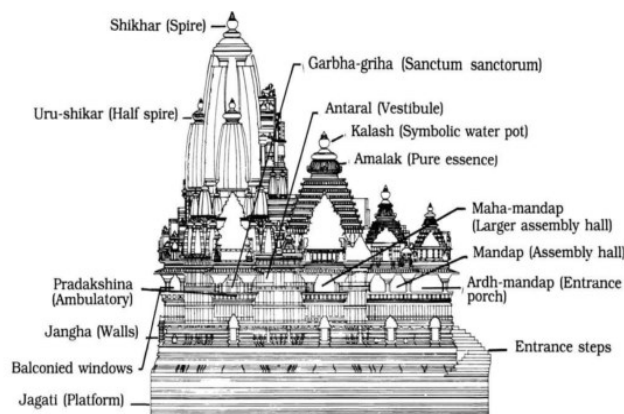 Shikhar (Spire)
Garbha-griha (Sanctum sanctorum)
Antaral (Vestibule)
Uru-shikar (Half spire)
Kalash (Symbolic water pot)
Amalak (Pure essence)
Maha-mandap
(Larger assembly hall)
Mandap (Assembly hall)
Pradakshina
(Ambulatory)
Ardh-mandap (Entrance
porch)
Jangha (Walls)
Entrance steps
Balconied windows
Jagati (Platform)